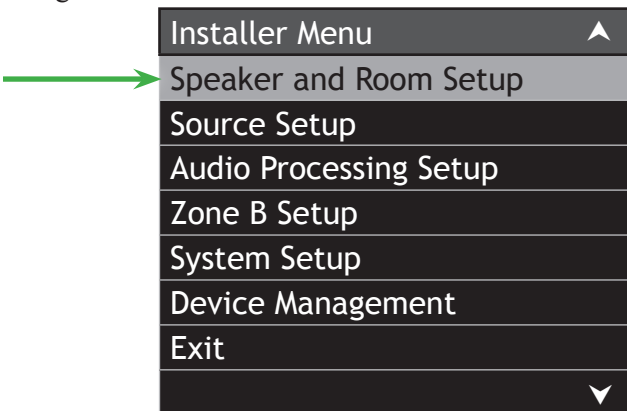 Installer Menu
Speaker and Room Setup
Source Setup
Audio Processing Setup
Zone B Setup
System Setup
Device Management
Exit